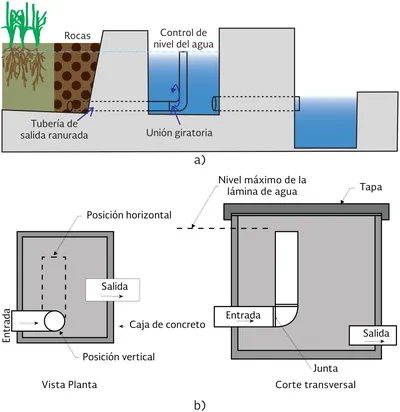 Rocas
Control de
nivel del agua
Tubería de
salida ranurada
Unión giratoria
a)
Nivel máximo de la
lámina de agua
Tapa
Posición horizontal
Salida
Entrada
Caja de concreto
Posición vertical
Entrada
Salida
Junta
Vista Planta
Corte transversal
b)